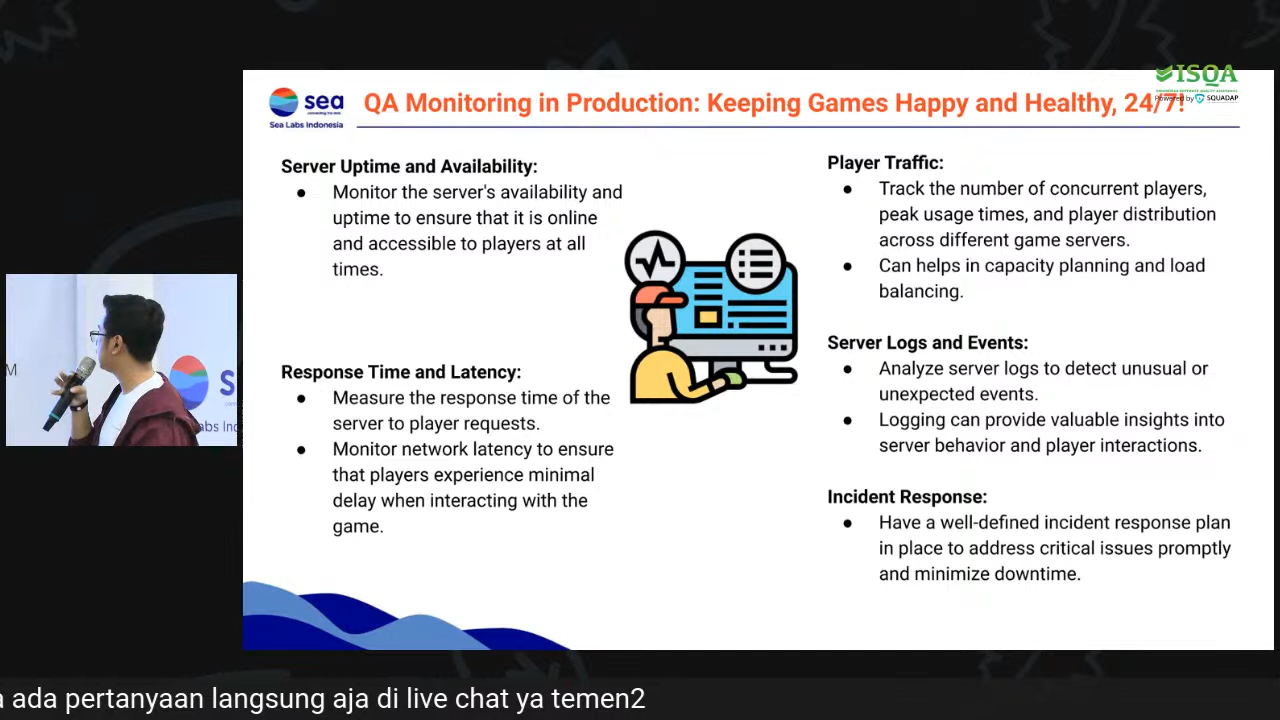 sea
Sea Labs Indonesia
QA Monitoring in Production: Keeping Games Happy and Healthy, 24/7!
ISQA
Powered by SQUADAP
Server Uptime and Availability:
● Monitor the server's availability and
uptime to ensure that it is online
and accessible to players at all
times.
Response Time and Latency:
● Measure the response time of the
server to player requests.
● Monitor network latency to ensure
that players experience minimal
delay when interacting with the
game.
Player Traffic:
● Track the number of concurrent players,
peak usage times, and player distribution
across different game servers.
● Can helps in capacity planning and load
balancing.
Server Logs and Events:
● Analyze server logs to detect unusual or
unexpected events.
● Logging can provide valuable insights into
server behavior and player interactions.
Incident Response:
● Have a well-defined incident response plan
in place to address critical issues promptly
and minimize downtime.
M
s
abs Ind
a ada pertanyaan langsung aja di live chat ya temen2